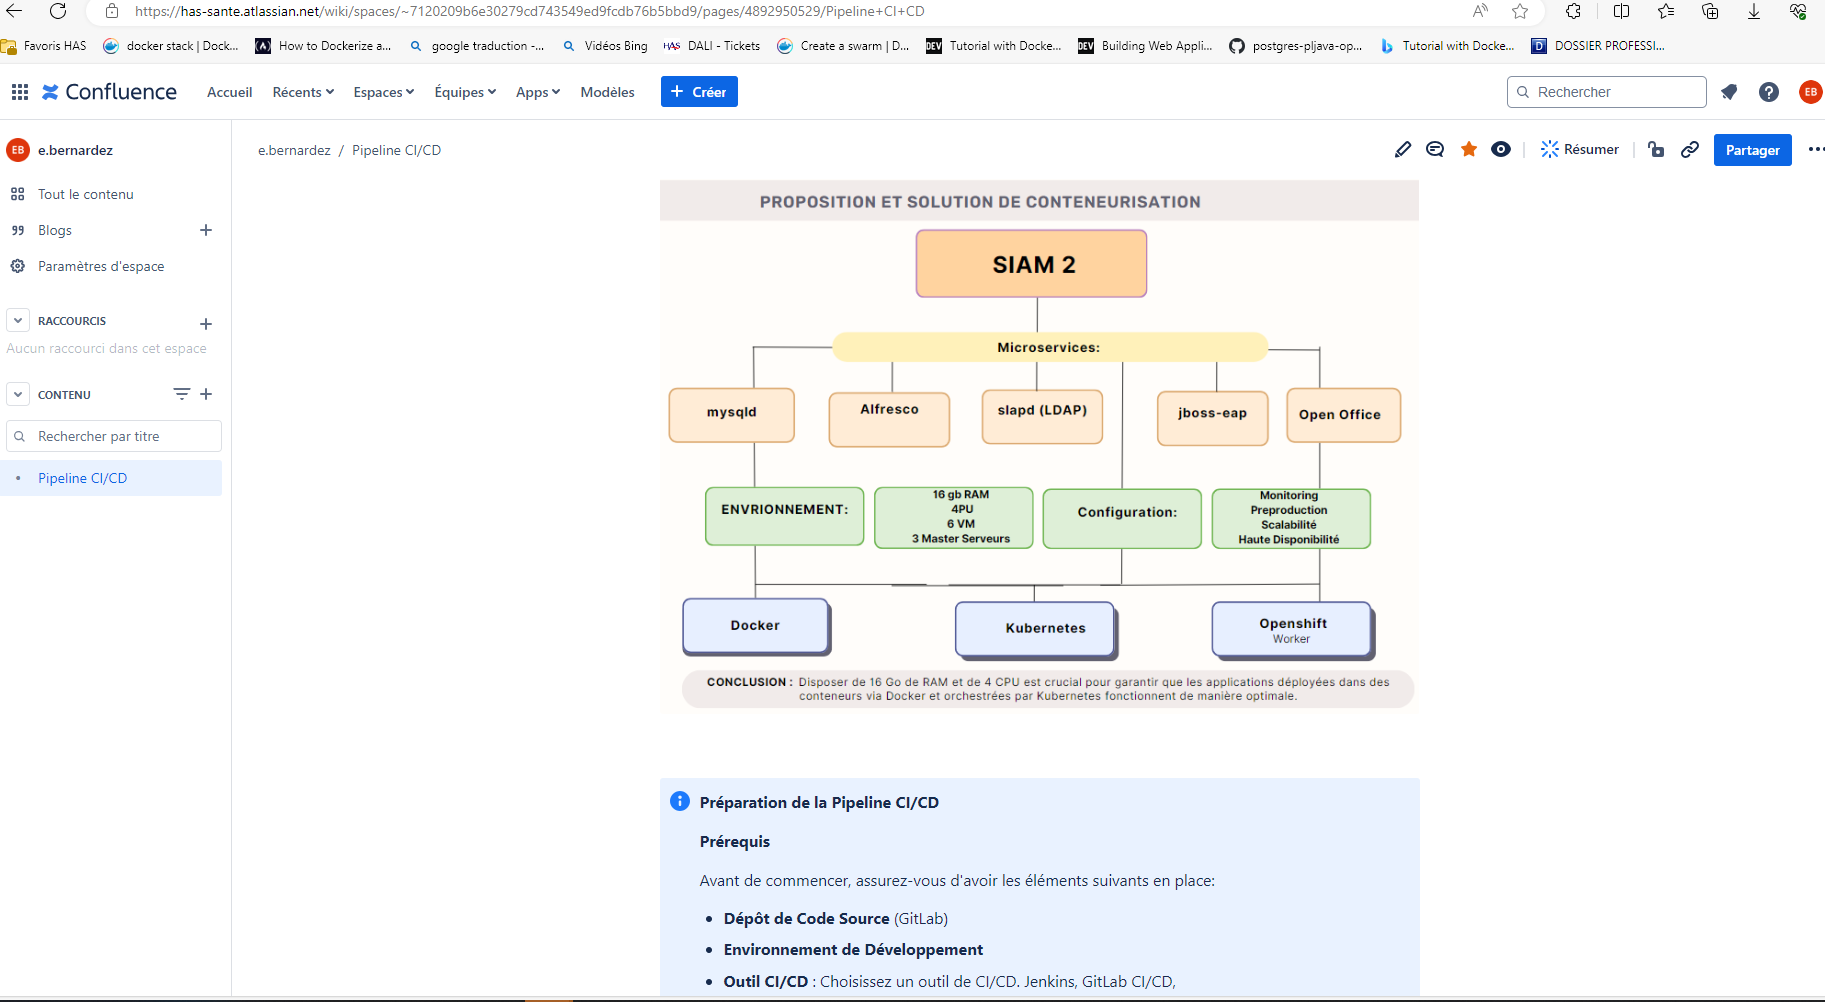 https://has-sante.atlassian.net/wiki/spaces/~7120209b6e30279cd743549ed9fcdb76b5bbd9/pages/4892950529/Pipeline+CI+CD
Favoris HAS docker stack | Dock... How to Dockerize a... google traduction -... Vidéos Bing HAS DALI - Tickets Create a swarm | D... DEV Tutorial with Docke... DEV Building Web Appli... postgres-pljava-op... Tutorial with Docke... D DOSSIER PROFESSI...
Confluence Accueil Récents Espaces Équipes Apps Modèles + Créer Rechercher EB
EB e.bernardez
e.bernardez / Pipeline CI/CD Résumer Partager
Tout le contenu
Blogs
Paramètres d'espace
RACCOURCIS
Aucun raccourci dans cet espace
CONTENU
Rechercher par titre
Pipeline CI/CD
PROPOSITION ET SOLUTION DE CONTENEURISATION
SIAM 2
Microservices:
mysqld
Alfresco
slapd (LDAP)
jboss-eap
Open Office
ENVRIONNEMENT:
16 gb RAM
4PU
6 VM
3 Master Serveurs
Configuration:
Monitoring
Preproduction
Scalabilité
Haute Disponibilité
Docker
Kubernetes
Openshift
Worker
CONCLUSION : Disposer de 16 Go de RAM et de 4 CPU est crucial pour garantir que les applications déployées dans des
conteneurs via Docker et orchestrées par Kubernetes fonctionnent de manière optimale.
Préparation de la Pipeline CI/CD
Prérequis
Avant de commencer, assurez-vous d'avoir les éléments suivants en place:
• Dépôt de Code Source (GitLab)
• Environnement de Développement
• Outil CI/CD : Choisissez un outil de CI/CD. Jenkins, GitLab CI/CD,